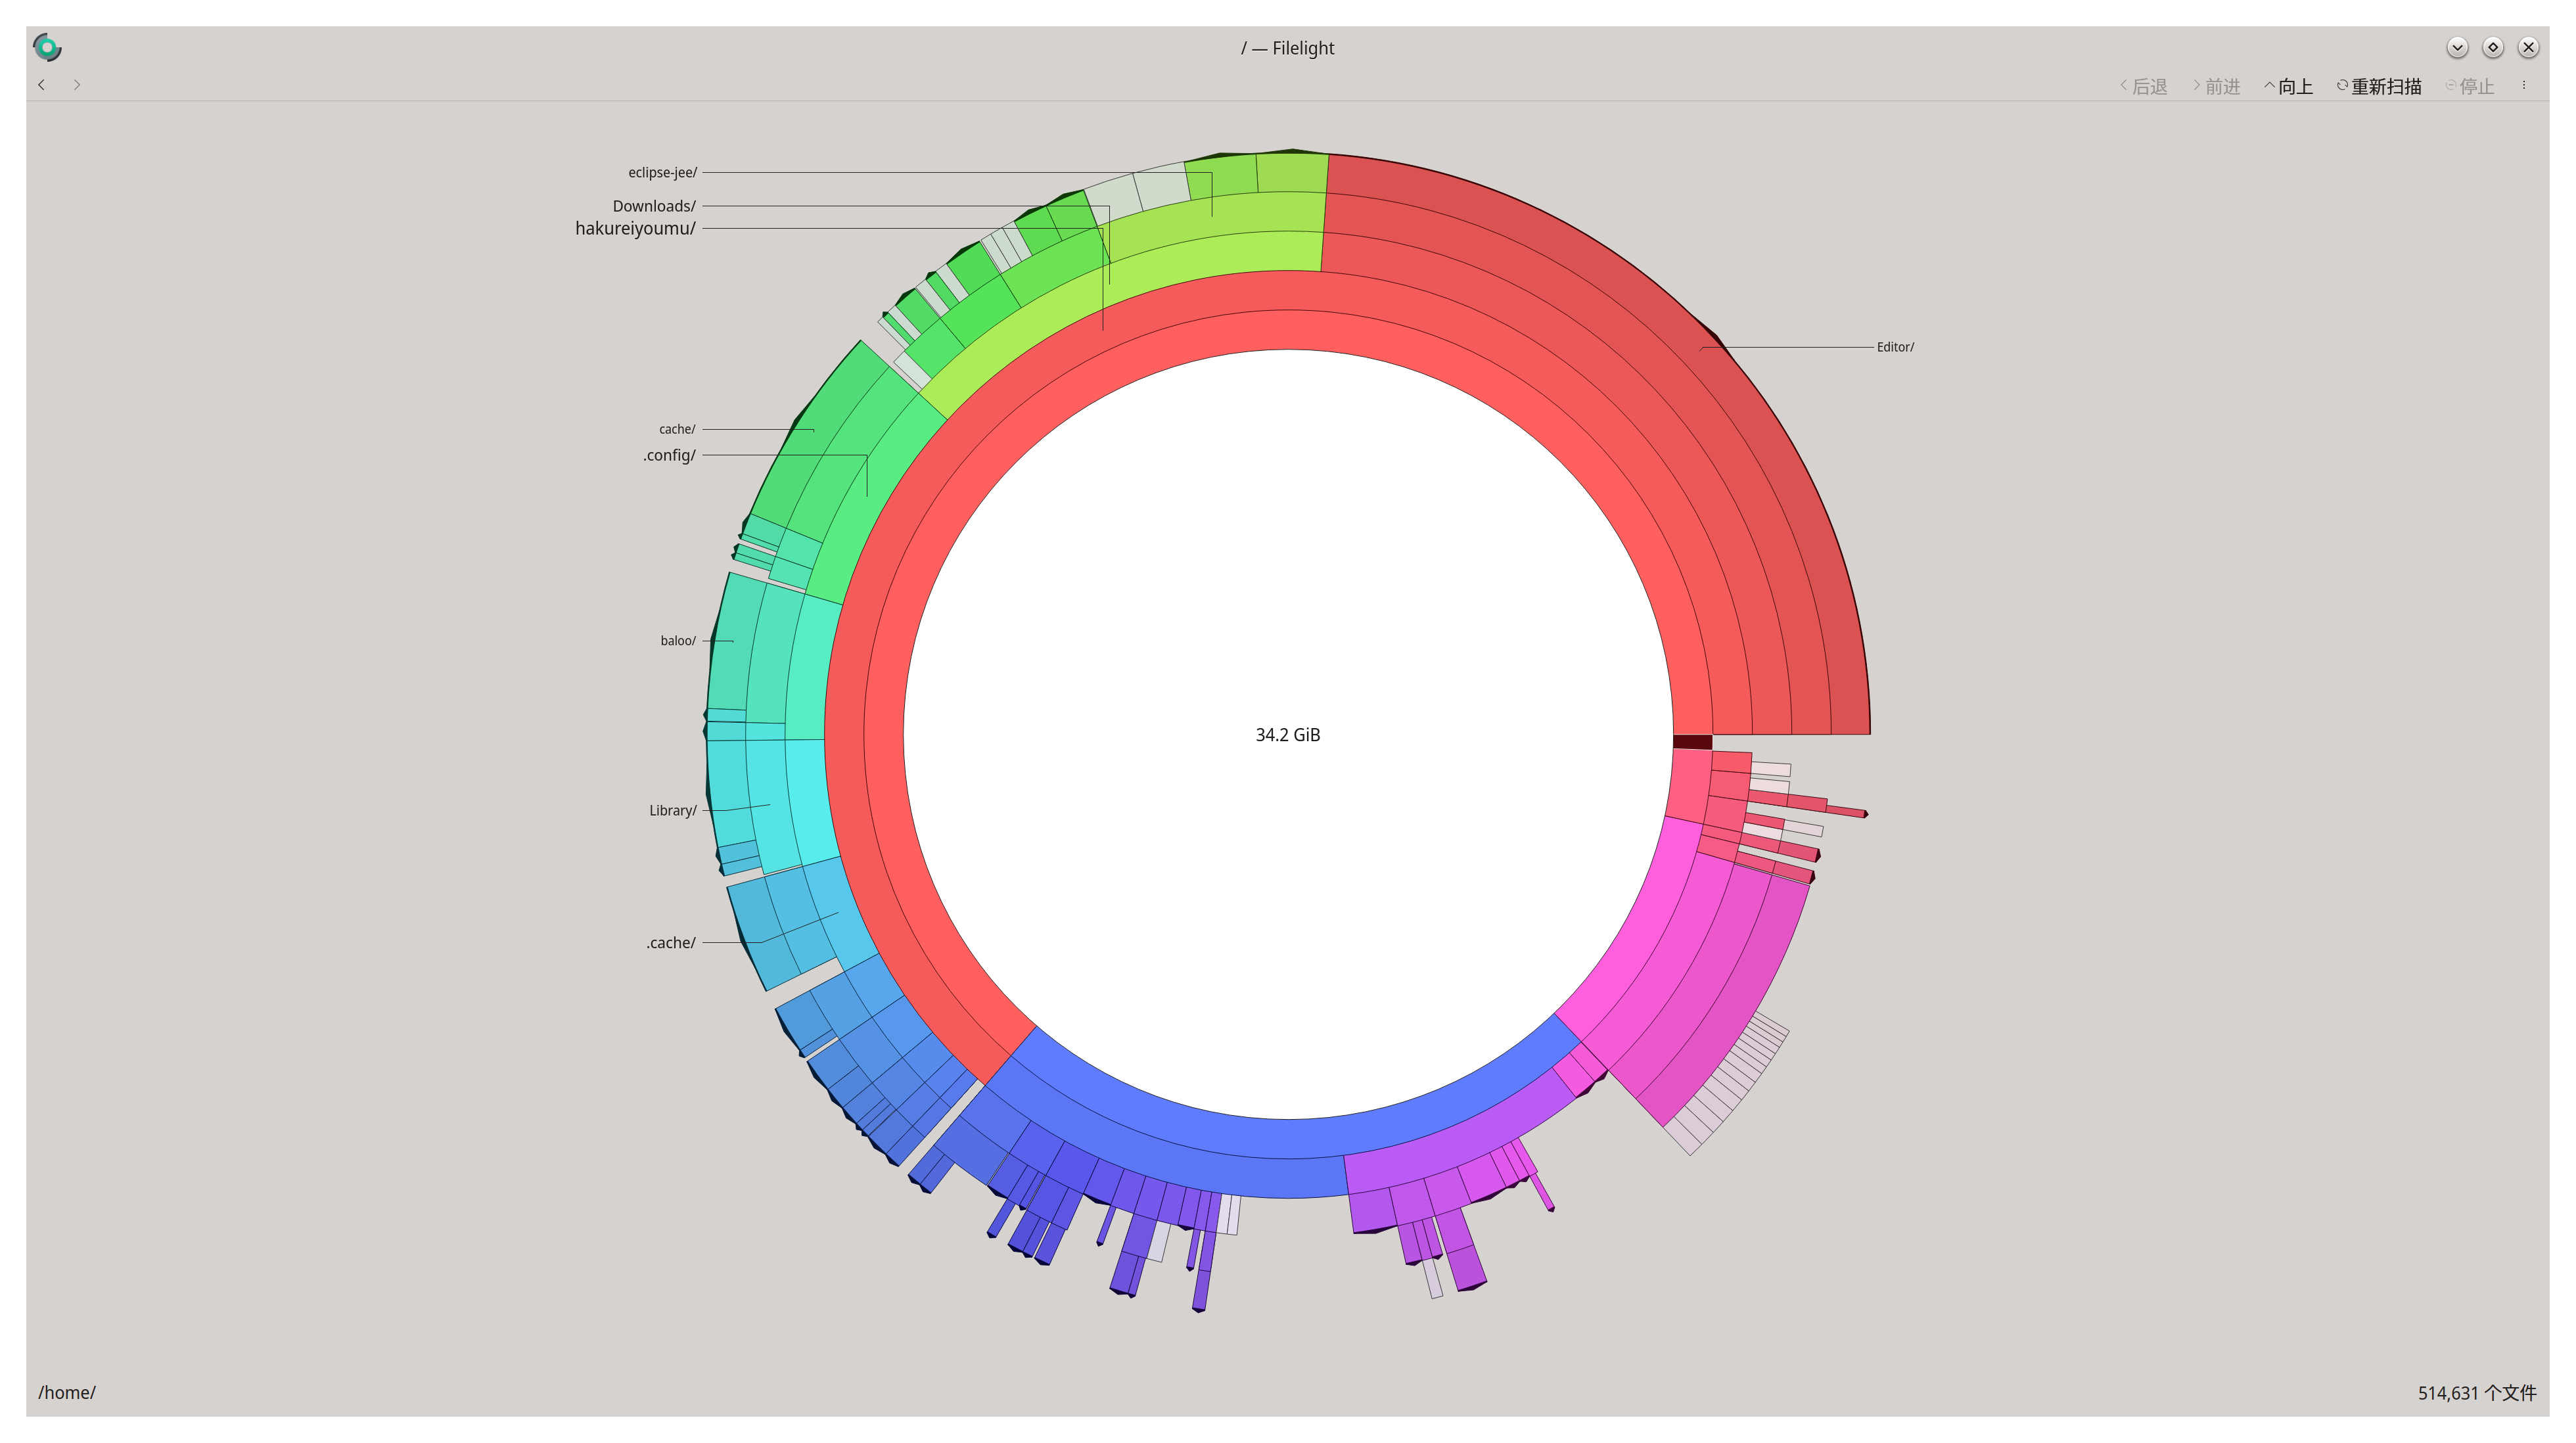 / — Filelight
后退 前进 向上 重新扫描 停止
eclipse-jee/
Downloads/
hakureiyoumu/
Editor/
cache/
.config/
baloo/
34.2 GiB
Library/
.cache/
/home/
514,631 个文件